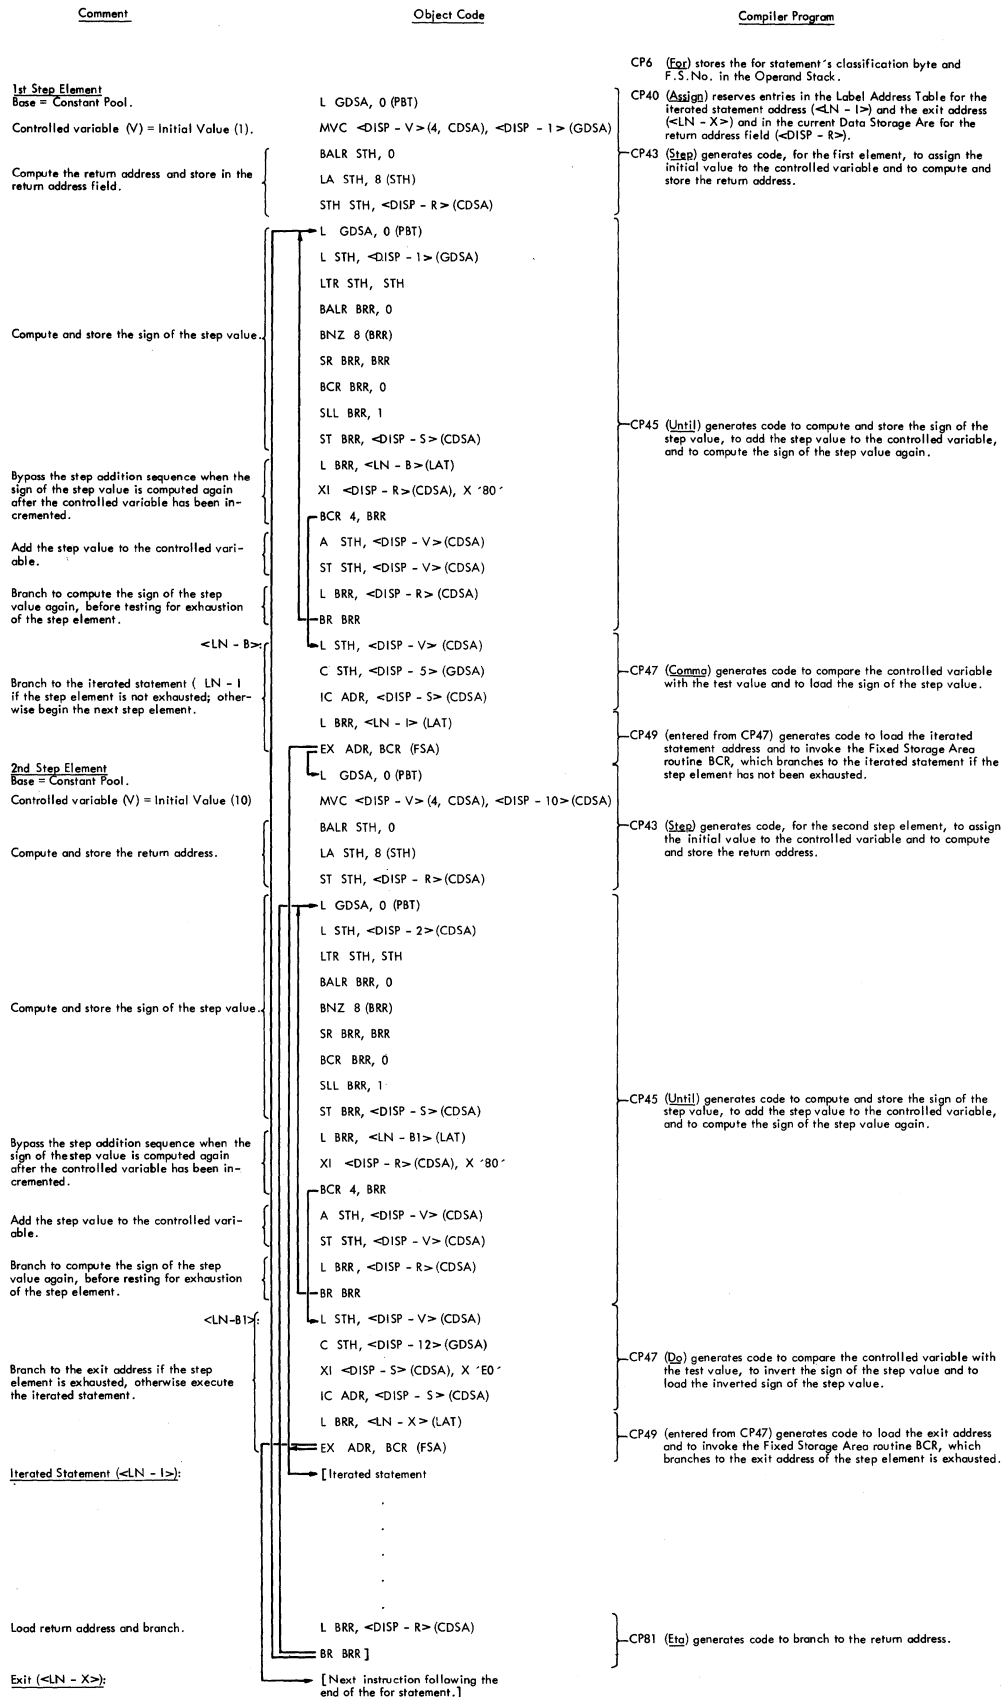 Comment
Object Code
Compiler Program
CP6 (For) stores the for statement's classification byte and
F.S.No. in the Operand Stack.
1st Step Element
Base = Constant Pool.
L GDSA, 0 (PBT)
CP40 (Assign) reserves entries in the Label Address Table for the
iterated statement address (<LN - I>) and the exit address
(<LN - X>) and in the current Data Storage Are for the
return address field (<DISP - R>).
Controlled variable (V) = Initial Value (1).
MVC <DISP - V>(4, CDSA), <DISP - 1>(GDSA)
BALR STH, 0
CP43 (Step) generates code, for the first element, to assign the
initial value to the controlled variable and to compute and
store the return address.
Compute the return address and store in the
return address field.
LA STH, 8 (STH)
STH STH, <DISP - R>(CDSA)
L GDSA, 0 (PBT)
L STH, <DISP - 1>(GDSA)
LTR STH, STH
BALR BRR, 0
Compute and store the sign of the step value.
BNZ 8 (BRR)
SR BRR, BRR
BCR BRR, 0
SLL BRR, 1
CP45 (Until) generates code to compute and store the sign of the
step value, to add the step value to the controlled variable,
and to compute the sign of the step value again.
ST BRR, <DISP - S>(CDSA)
L BRR, <LN - B>(LAT)
Bypass the step addition sequence when the
sign of the step value is computed again
after the controlled variable has been in-
cremented.
XI <DISP - R>(CDSA), X '80'
BCR 4, BRR
A STH, <DISP - V>(CDSA)
Add the step value to the controlled vari-
able.
ST STH, <DISP - V>(CDSA)
Branch to compute the sign of the step
value again, before testing for exhaustion
of the step element.
L BRR, <DISP - R>(CDSA)
BR BRR
<LN - B>:
L STH, <DISP - V>(CDSA)
C STH, <DISP - 5>(GDSA)
CP47 (Comma) generates code to compare the controlled variable
with the test value and to load the sign of the step value.
Branch to the iterated statement ( LN - I
if the step element is not exhausted; other-
wise begin the next step element.
IC ADR, <DISP - S>(CDSA)
L BRR, <LN - I>(LAT)
CP49 (entered from CP47) generates code to load the iterated
statement address and to invoke the Fixed Storage Area
routine BCR, which branches to the iterated statement if the
step element has not been exhausted.
EX ADR, BCR (FSA)
2nd Step Element
Base = Constant Pool.
L GDSA, 0 (PBT)
Controlled variable (V) = Initial Value (10)
MVC <DISP - V>(4, CDSA), <DISP - 10>(CDSA)
BALR STH, 0
CP43 (Step) generates code, for the second step element, to assign
the initial value to the controlled variable and to compute
and store the return address.
Compute and store the return address.
LA STH, 8 (STH)
ST STH, <DISP - R>(CDSA)
L GDSA, 0 (PBT)
L STH, <DISP - 2>(CDSA)
LTR STH, STH
BALR BRR, 0
Compute and store the sign of the step value.
BNZ 8 (BRR)
SR BRR, BRR
BCR BRR, 0
SLL BRR, 1
CP45 (Until) generates code to compute and store the sign of the
step value, to add the step value to the controlled variable,
and to compute the sign of the step value again.
ST BRR, <DISP - S>(CDSA)
L BRR, <LN - B1>(LAT)
Bypass the step addition sequence when the
sign of the step value is computed again
after the controlled variable has been in-
cremented.
XI <DISP - R>(CDSA), X '80'
BCR 4, BRR
A STH, <DISP - V>(CDSA)
Add the step value to the controlled vari-
able.
ST STH, <DISP - V>(CDSA)
Branch to compute the sign of the step
value again, before resting for exhaustion
of the step element.
L BRR, <DISP - R>(CDSA)
BR BRR
<LN-B1>:
L STH, <DISP - V>(CDSA)
C STH, <DISP - 12>(GDSA)
CP47 (Do) generates code to compare the controlled variable with
the test value, to invert the sign of the step value and to
load the inverted sign of the step value.
Branch to the exit address if the step
element is exhausted, otherwise execute
the iterated statement.
XI <DISP - S>(CDSA), X 'E0'
IC ADR, <DISP - S>(CDSA)
L BRR, <LN - X>(LAT)
CP49 (entered from CP47) generates code to load the exit address
and to invoke the Fixed Storage Area routine BCR, which
branches to the exit address of the step element is exhausted.
EX ADR, BCR (FSA)
Iterated Statement (<LN - I>):
[Iterated statement
.
.
.
.
.
Load return address and branch.
L BRR, <DISP - R>(CDSA)
CP81 (Eta) generates code to branch to the return address.
BR BRR ]
Exit (<LN - X>):
[Next instruction following the
end of the for statement.]